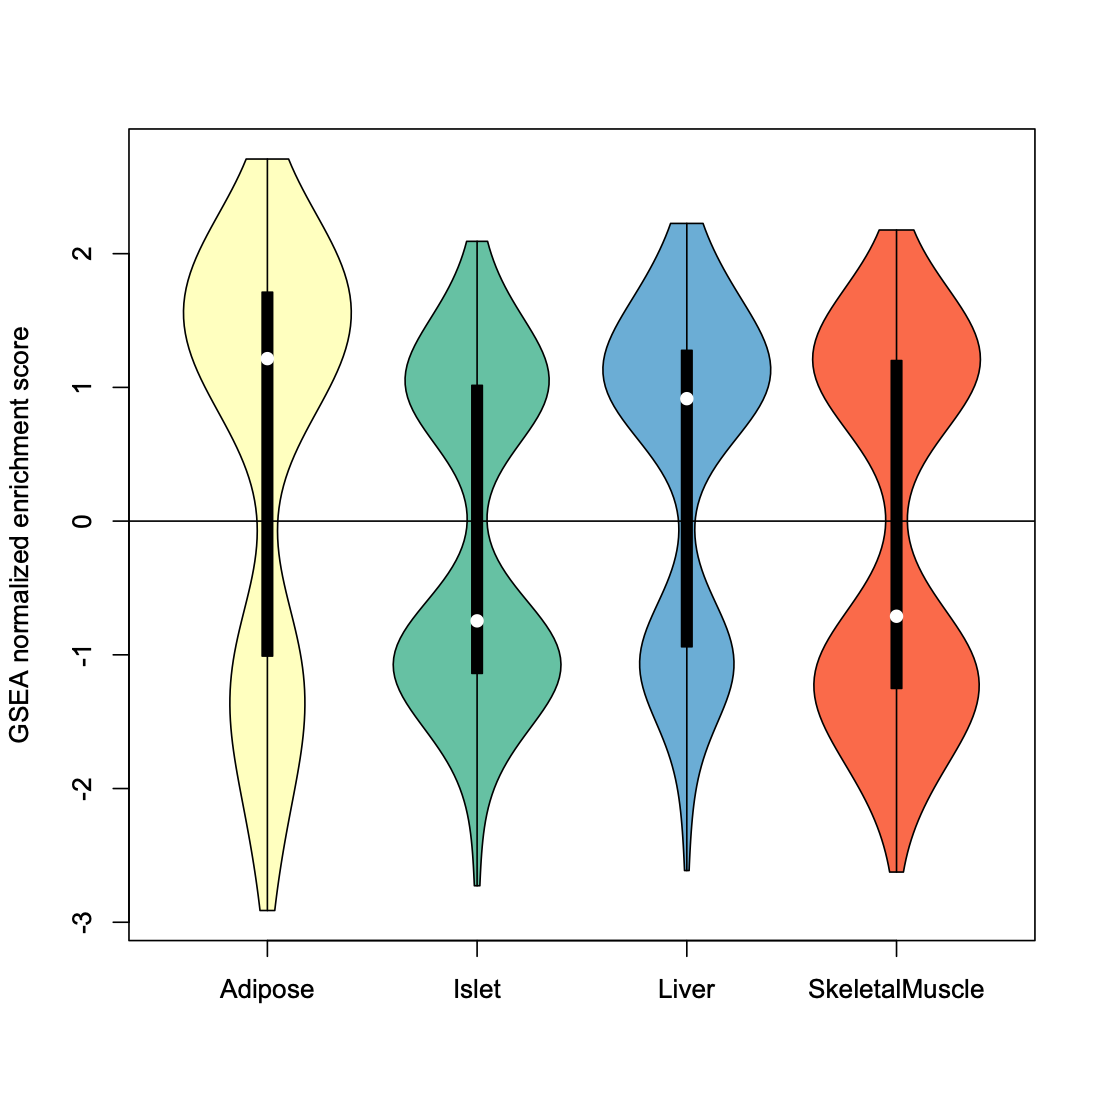 GSEA normalized enrichment score
2
1
0
-1
-2
-3
Adipose
Islet
Liver
SkeletalMuscle